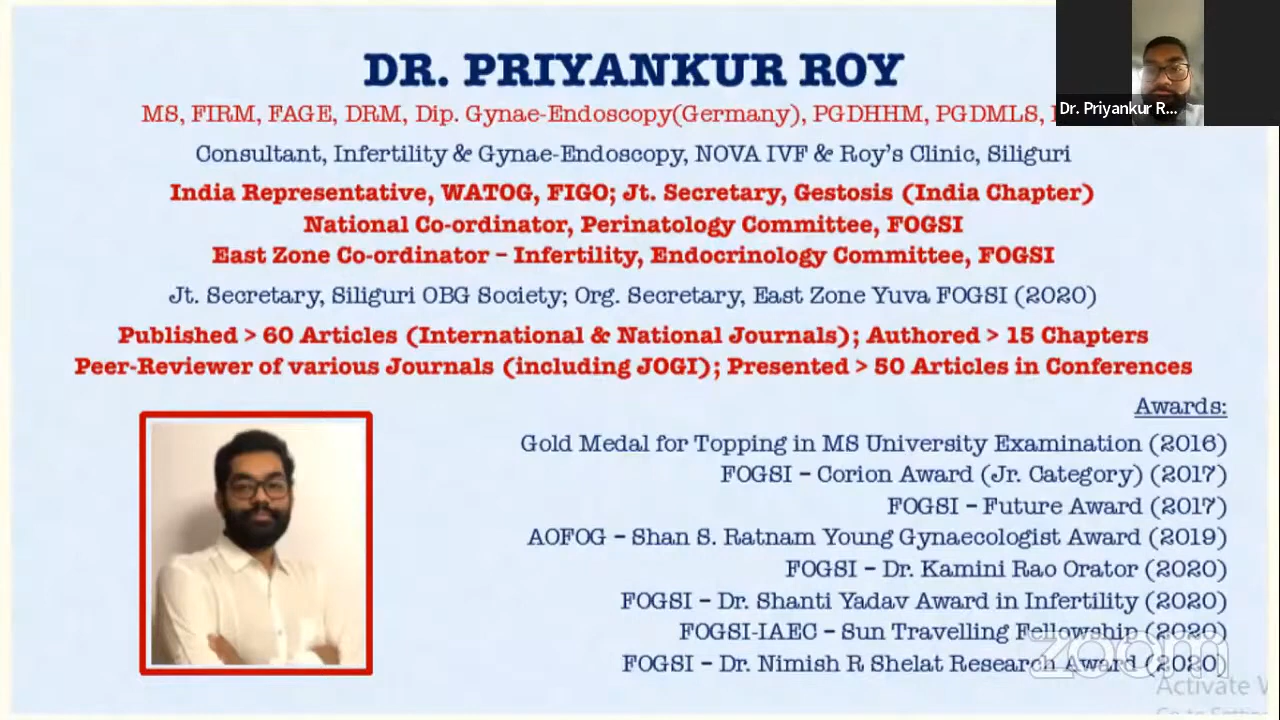 DR. PRIYANKUR ROY
MS, FIRM, FAGE, DRM, Dip. Gynae-Endoscopy(Germany), PGDHHM, PGDMLS,
Consultant, Infertility & Gynae-Endoscopy, NOVA IVF & Roy's Clinic, Siliguri
India Representative, WATOG, FIGO; Jt. Secretary, Gestosis (India Chapter)
National Co-ordinator, Perinatology Committee, FOGSI
East Zone Co-ordinator – Infertility, Endocrinology Committee, FOGSI
Jt. Secretary, Siliguri OBG Society; Org. Secretary, East Zone Yuva FOGSI (2020)
Published > 60 Articles (International & National Journals); Authored > 15 Chapters
Peer-Reviewer of various Journals (including JOGI); Presented > 50 Articles in Conferences
Awards:
Gold Medal for Topping in MS University Examination (2016)
FOGSI – Corion Award (Jr. Category) (2017)
FOGSI – Future Award (2017)
AOFOG – Shan S. Ratnam Young Gynaecologist Award (2019)
FOGSI – Dr. Kamini Rao Orator (2020)
FOGSI – Dr. Shanti Yadav Award in Infertility (2020)
FOGSI-IAEC – Sun Travelling Fellowship (2020)
FOGSI – Dr. Nimish R Shelat Research Award (2020)
Dr. Priyankur R...
zoom
Activate